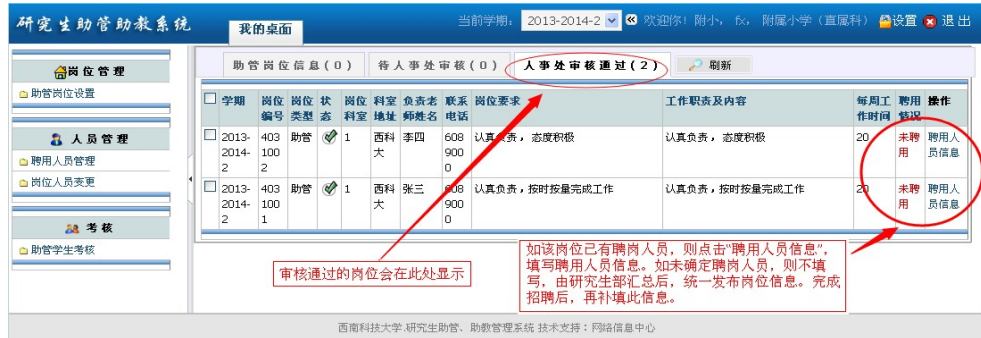 研究生助管助教系统
我的桌面
当前学期: 2013-2014-2 欢迎你! 附小, fx, 附属小学(直属科) 设置 退出
岗位管理
助管岗位设置
人员管理
聘用人员管理
岗位人员变更
考核
助管学生考核
助管岗位信息(0) 待人事处审核(0) 人事处审核通过(2) 刷新
学期 岗位编号 岗位类型 状态 岗位科室 科室地址 负责老师姓名 联系电话 岗位要求 工作职责及内容 每周工作时间 聘用情况 操作
2013-2014-2 4031002 助管 1 西科大 李四 6089000 认真负责,态度积极 认真负责,态度积极 20 未聘用 聘用人员信息
2013-2014-2 4031001 助管 1 西科大 张三 6089000 认真负责,按时按量完成工作 认真负责,按时按量完成工作 20 未聘用 聘用人员信息
审核通过的岗位会在此处显示
如该岗位已有聘岗人员,则点击“聘用人员信息”,
填写聘用人员信息。如未确定聘岗人员,则不填
写,由研究生部汇总后,统一发布岗位信息。完成
招聘后,再补填此信息。
西南科技大学.研究生助管、助教管理系统 技术支持:网络信息中心